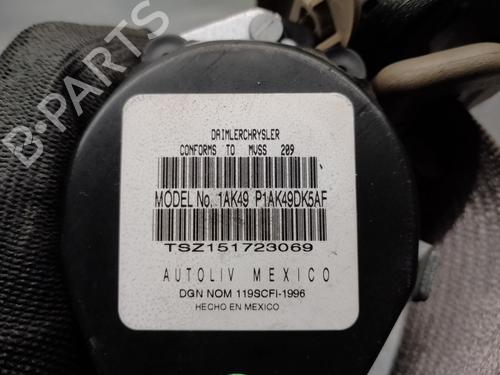 DAIMLERCHRYSLER
CONFORMS TO MVSS 209
MODEL No. 1AK49 P1AK49DK5AF
TSZ151723069
AUTOLIV MEXICO
DGN NOM 119SCFI-1996
HECHO EN MEXICO
B-PARTS